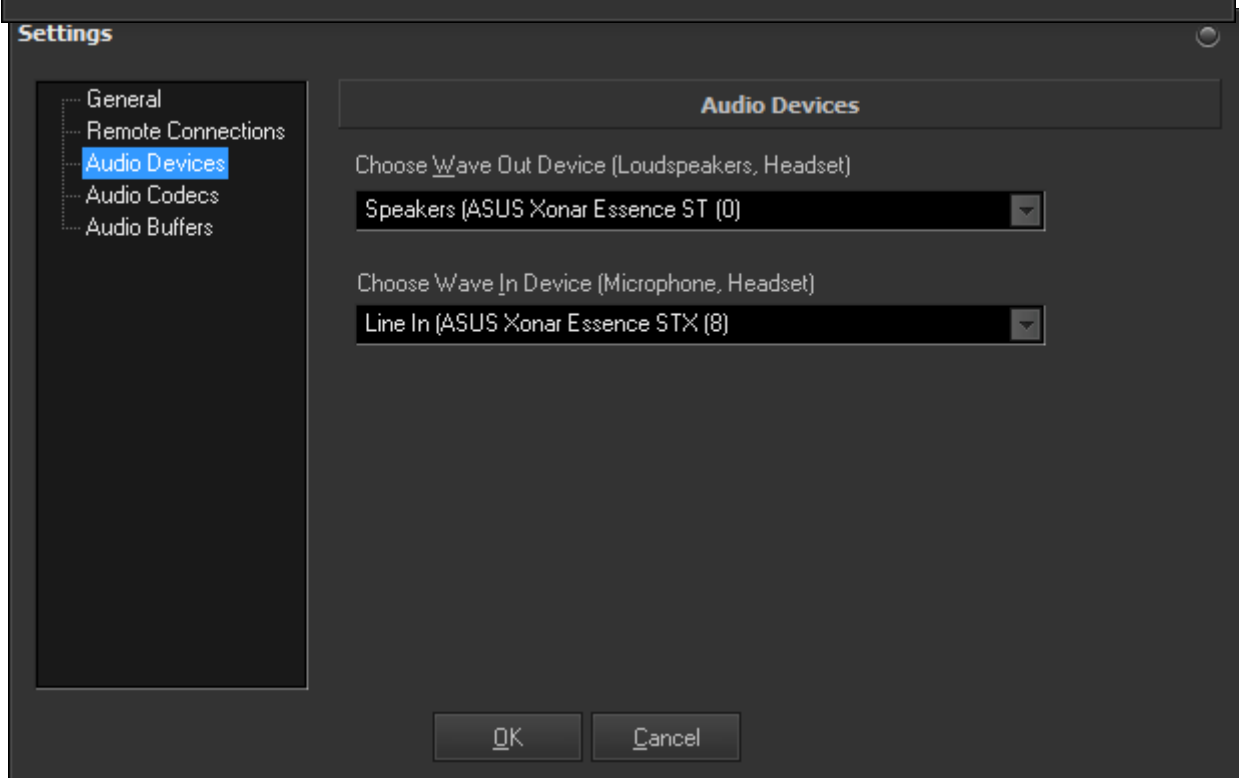 Settings
General
Remote Connections
Audio Devices
Audio Codecs
Audio Buffers
Audio Devices
Choose Wave Out Device (Loudspeakers, Headset)
Speakers (ASUS Xonar Essence ST (0)
Choose Wave In Device (Microphone, Headset)
Line In (ASUS Xonar Essence STX (8)
OK
Cancel